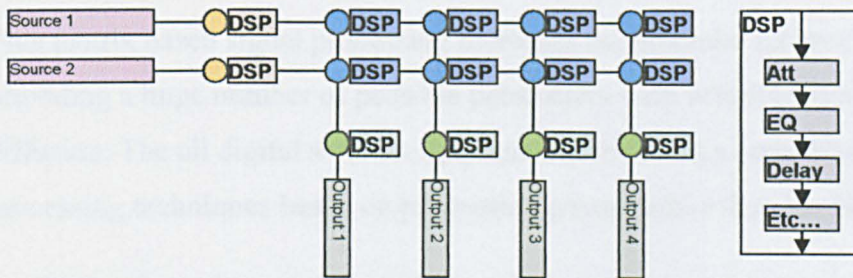 Source 1 DSP DSP DSP DSP DSP
Source 2 DSP DSP DSP DSP DSP
DSP DSP DSP DSP
Output 1
Output 2
Output 3
Output 4
DSP
Att
EQ
Delay
Etc...